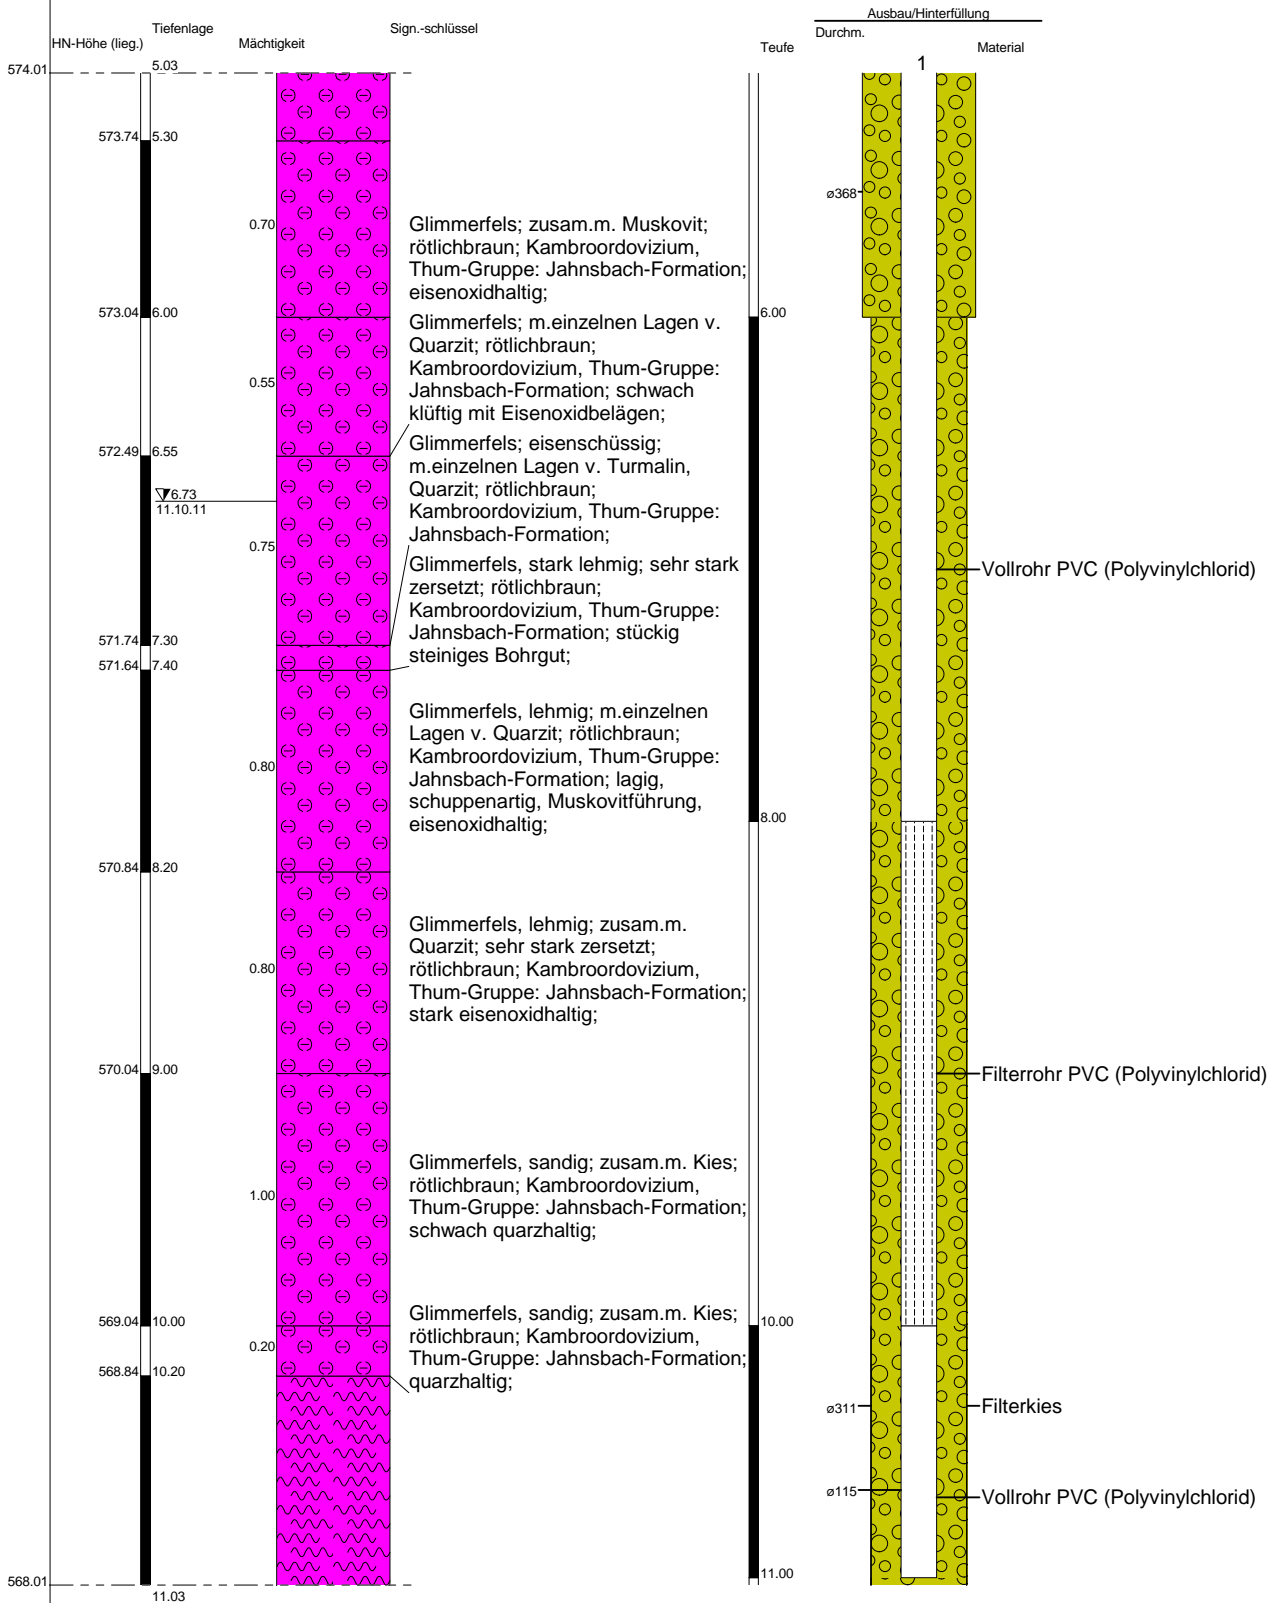 Ausbau/Hinterfüllung
Tiefenlage
Sign.-schlüssel
Durchm.
HN-Höhe (lieg.)
Mächtigkeit
Teufe
Material
1
574.01
5.03
573.74
5.30
ø368
0.70
Glimmerfels; zusam.m. Muskovit;
rötlichbraun; Kambroordovizium,
Thum-Gruppe: Jahnsbach-Formation;
eisenoxidhaltig;
573.04
6.00
6.00
Glimmerfels; m.einzelnen Lagen v.
Quarzit; rötlichbraun;
Kambroordovizium, Thum-Gruppe:
Jahnsbach-Formation; schwach
klüftig mit Eisenoxidbelägen;
0.55
572.49
6.55
Glimmerfels; eisenschüssig;
m.einzelnen Lagen v. Turmalin,
Quarzit; rötlichbraun;
Kambroordovizium, Thum-Gruppe:
Jahnsbach-Formation;
6.73
11.10.11
0.75
Glimmerfels, stark lehmig; sehr stark
zersetzt; rötlichbraun;
Kambroordovizium, Thum-Gruppe:
Jahnsbach-Formation; stückig
steiniges Bohrgut;
Vollrohr PVC (Polyvinylchlorid)
571.74
7.30
571.64
7.40
Glimmerfels, lehmig; m.einzelnen
Lagen v. Quarzit; rötlichbraun;
Kambroordovizium, Thum-Gruppe:
Jahnsbach-Formation; lagig,
schuppenartig, Muskovitführung,
eisenoxidhaltig;
0.80
8.00
570.84
8.20
Glimmerfels, lehmig; zusam.m.
Quarzit; sehr stark zersetzt;
rötlichbraun; Kambroordovizium,
Thum-Gruppe: Jahnsbach-Formation;
stark eisenoxidhaltig;
0.80
570.04
9.00
Filterrohr PVC (Polyvinylchlorid)
Glimmerfels, sandig; zusam.m. Kies;
rötlichbraun; Kambroordovizium,
Thum-Gruppe: Jahnsbach-Formation;
schwach quarzhaltig;
1.00
569.04
10.00
10.00
Glimmerfels, sandig; zusam.m. Kies;
rötlichbraun; Kambroordovizium,
Thum-Gruppe: Jahnsbach-Formation;
quarzhaltig;
0.20
568.84
10.20
ø311
Filterkies
ø115
Vollrohr PVC (Polyvinylchlorid)
11.00
568.01
11.03